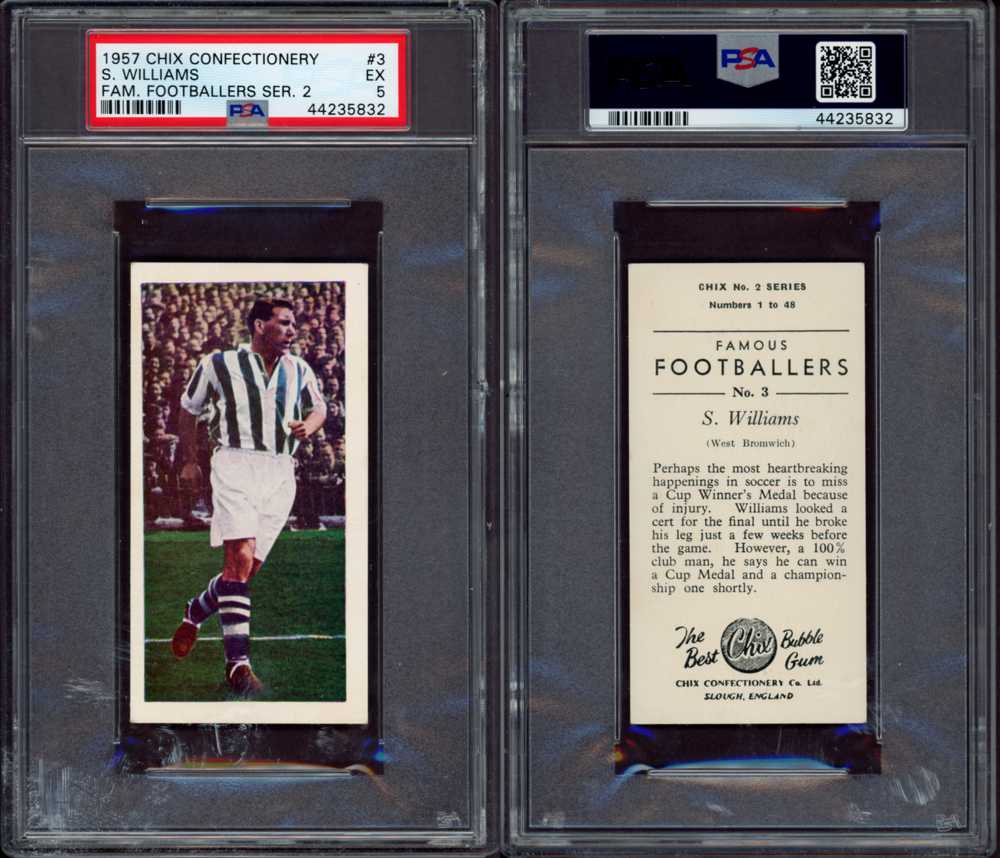 1957 CHIX CONFECTIONERY #3
S. WILLIAMS EX
FAM. FOOTBALLERS SER. 2 5
PSA 44235832
PSA
PSA
44235832
CHIX No. 2 SERIES
Numbers 1 to 48
FAMOUS
FOOTBALLERS
No. 3
S. Williams
(West Bromwich)
Perhaps the most heartbreaking
happenings in soccer is to miss
a Cup Winner's Medal because
of injury. Williams looked a
cert for the final until he broke
his leg just a few weeks before
the game. However, a 100%
club man, he says he can win
a Cup Medal and a champion-
ship one shortly.
The Best Chix Bubble Gum
CHIX CONFECTIONERY Co. Ltd.
SLOUGH, ENGLAND
PSA
PSA